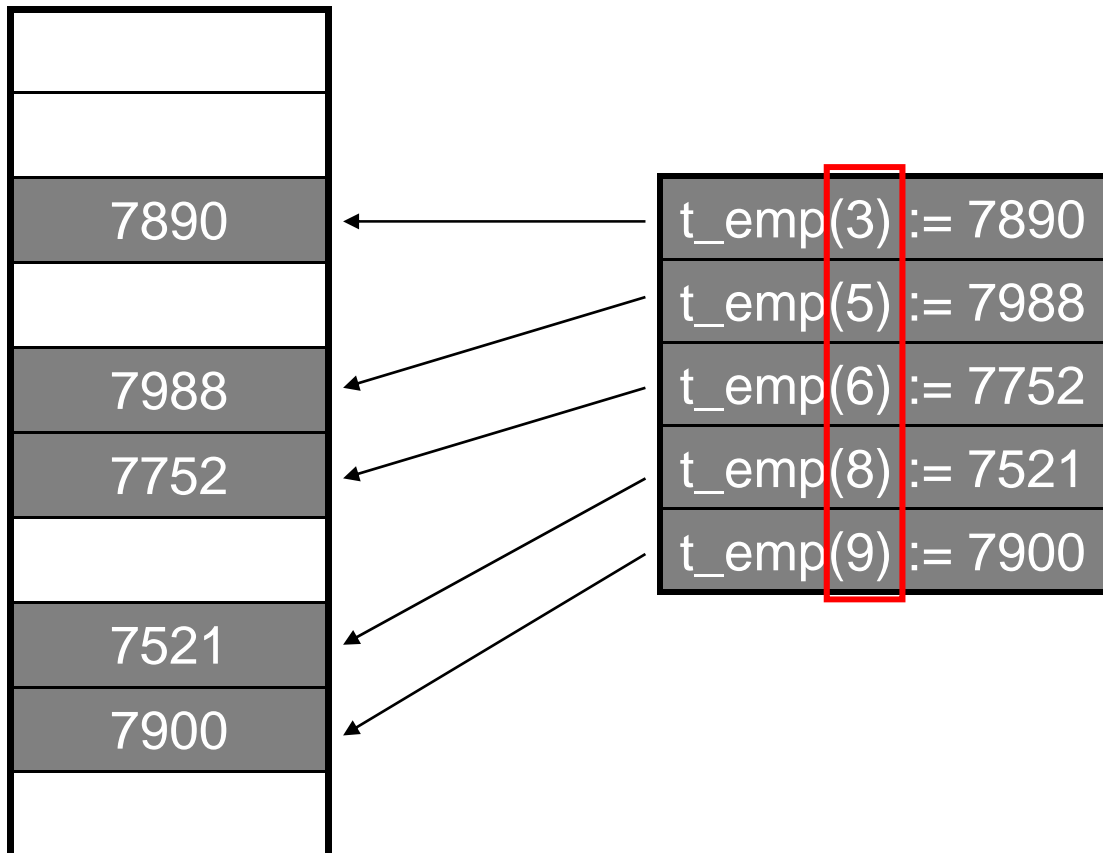 7890
7988
7752
7521
7900
t_emp(3) := 7890
t_emp(5) := 7988
t_emp(6) := 7752
t_emp(8) := 7521
t_emp(9) := 7900